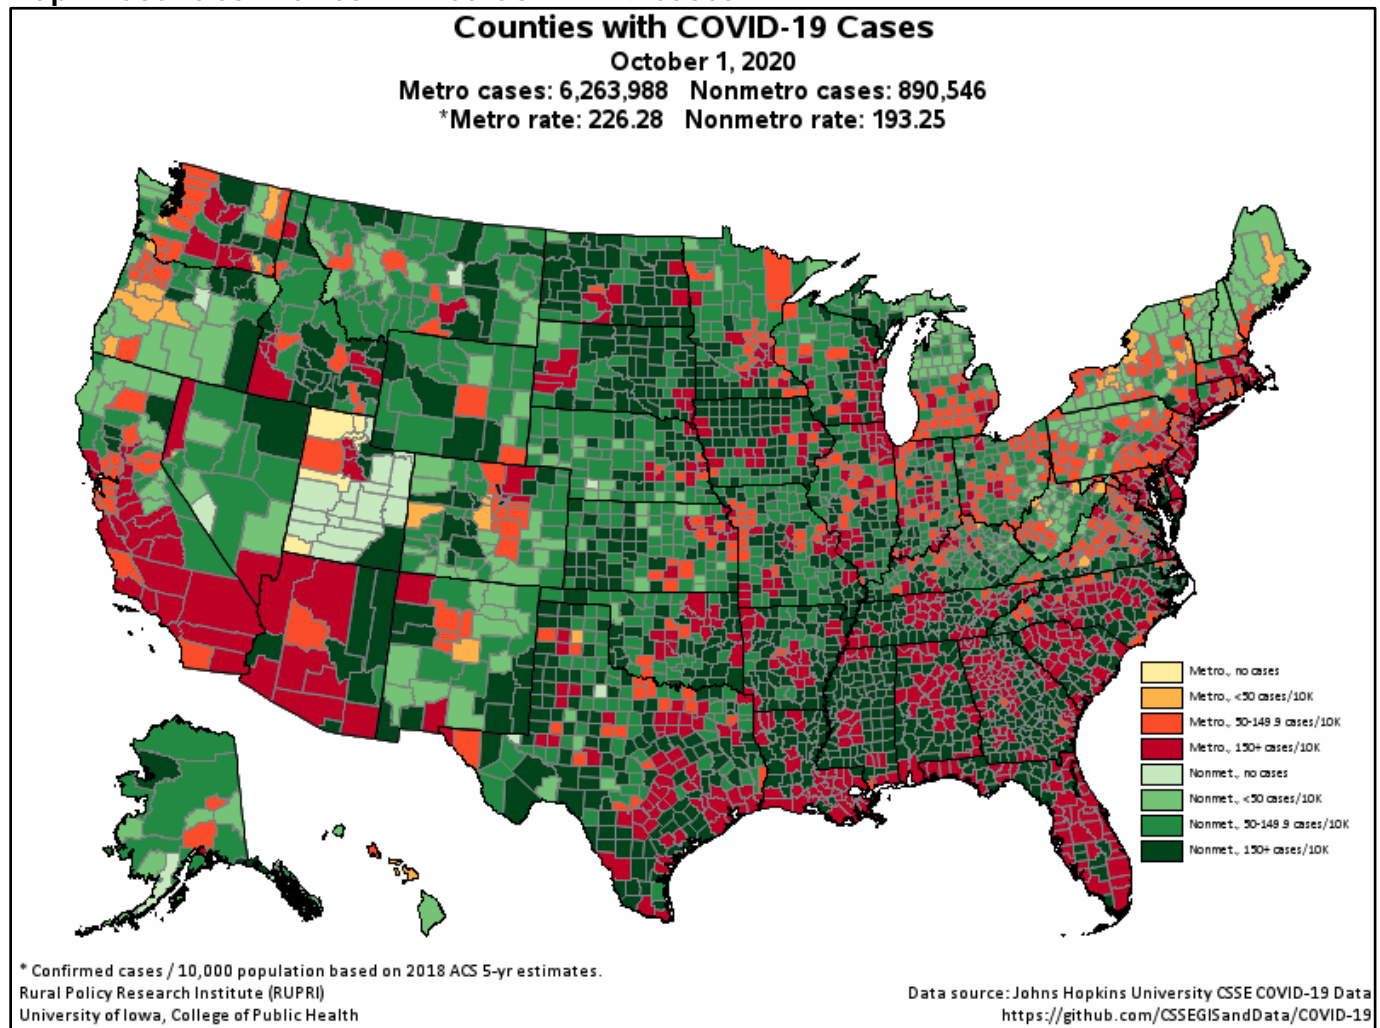 Counties with COVID-19 Cases
October 1, 2020
Metro cases: 6,263,988 Nonmetro cases: 890,546
*Metro rate: 226.28 Nonmetro rate: 193.25
Metro., no cases
Metro., <50 cases/10K
Metro., 50-149.9 cases/10K
Metro., 150+ cases/10K
Nonmet., no cases
Nonmet., <50 cases/10K
Nonmet., 50-149.9 cases/10K
Nonmet., 150+ cases/10K
* Confirmed cases / 10,000 population based on 2018 ACS 5-yr estimates.
Rural Policy Research Institute (RUPRI)
University of Iowa, College of Public Health
Data source: Johns Hopkins University CSSE COVID-19 Data
https://github.com/CSSEGISandData/COVID-19